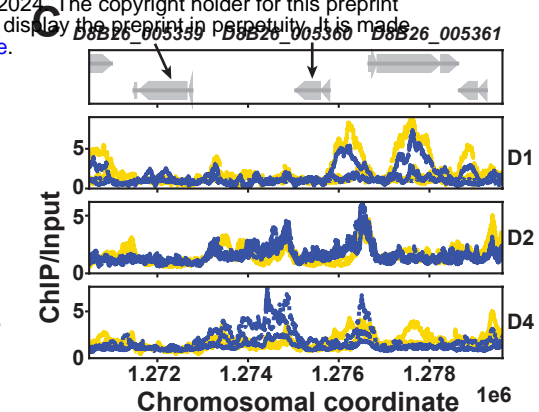 2024. The copyright holder for this preprint
display the preprint in perpetuity. It is made
e.
C
D8B26_005359 D8B26_005360 D8B26_005361
5
0
D1
5
0
D2
5
0
D4
ChIP/Input
1.272 1.274 1.276 1.278
1e6
Chromosomal coordinate